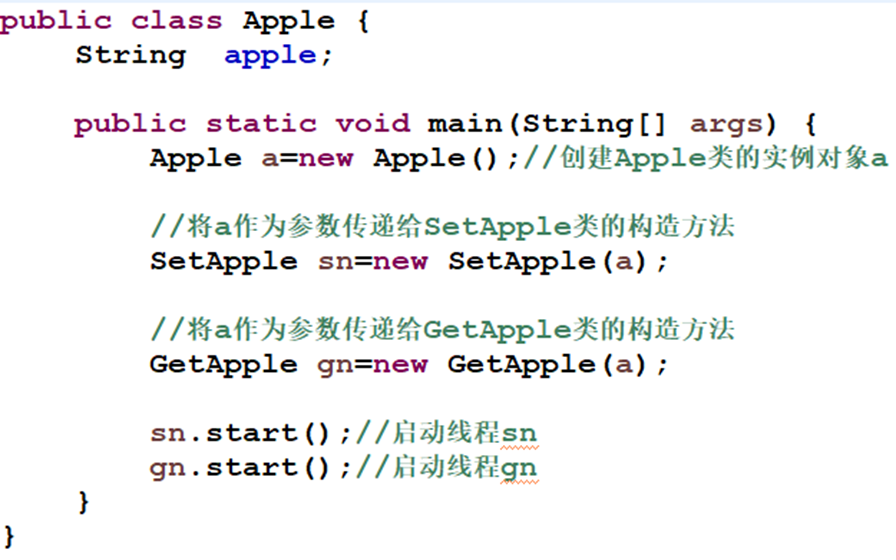 public class Apple {
String  apple;
public static void main(String[] args) {
Apple a=new Apple();//创建Apple类的实例对象a
//将a作为参数传递给SetApple类的构造方法
SetApple sn=new SetApple(a);
//将a作为参数传递给GetApple类的构造方法
GetApple gn=new GetApple(a);
sn.start();//启动线程sn
gn.start();//启动线程gn
}
}